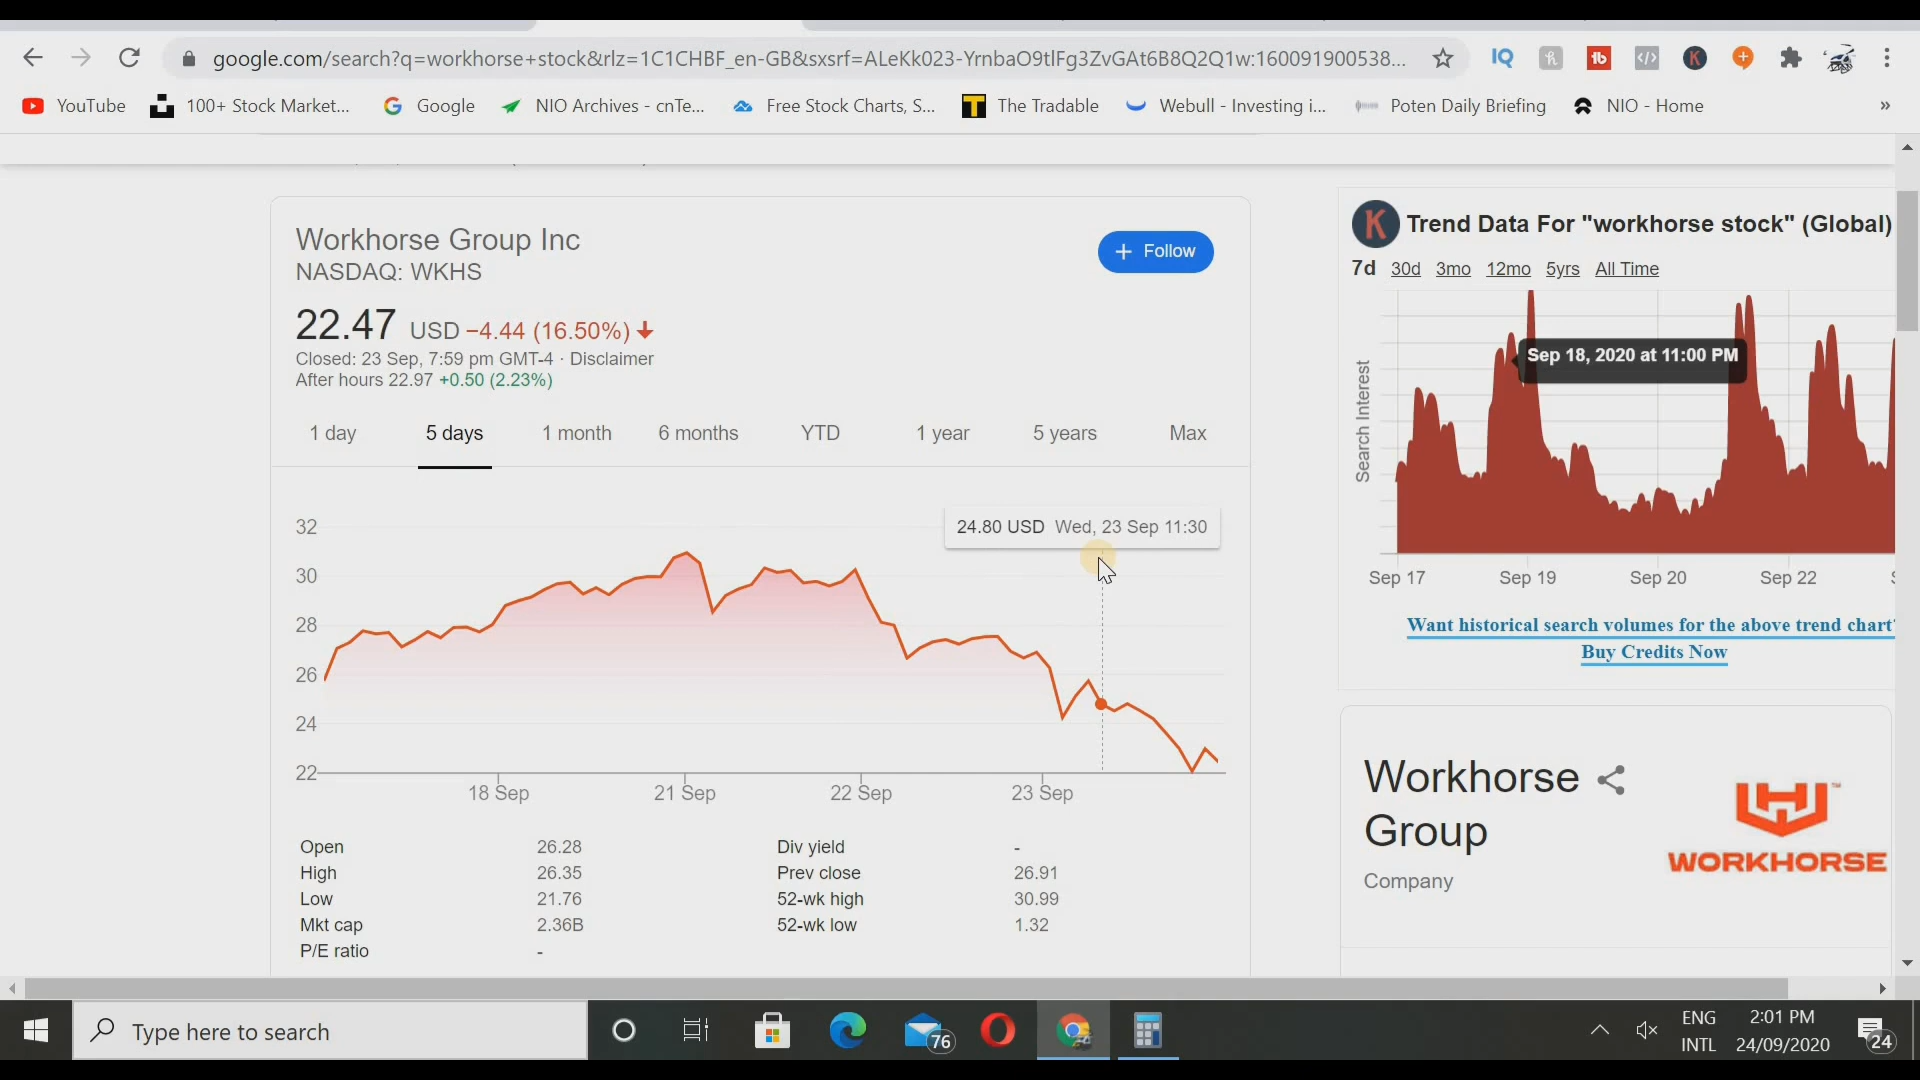 google.com/search?q=workhorse+stock&rlz=1C1CHBF_en-GB&sxsrf=ALeKk023-YrnbaO9tlFg3ZvGAt6B8Q2Q1w:160091900538...
IQ
tb
</>
K
YouTube
100+ Stock Market...
Google
NIO Archives - cnTe...
Free Stock Charts, S...
The Tradable
Webull - Investing i...
Poten Daily Briefing
NIO - Home
»
Workhorse Group Inc
NASDAQ: WKHS
+ Follow
22.47 USD −4.44 (16.50%)
Closed: 23 Sep, 7:59 pm GMT-4 · Disclaimer
After hours 22.97 +0.50 (2.23%)
1 day
5 days
1 month
6 months
YTD
1 year
5 years
Max
24.80 USD Wed, 23 Sep 11:30
32
30
28
26
24
22
18 Sep
21 Sep
22 Sep
23 Sep
Open 26.28
High 26.35
Low 21.76
Mkt cap 2.36B
P/E ratio -
Div yield -
Prev close 26.91
52-wk high 30.99
52-wk low 1.32
K
Trend Data For "workhorse stock" (Global)
7d 30d 3mo 12mo 5yrs All Time
Search Interest
Sep 18, 2020 at 11:00 PM
Sep 17
Sep 19
Sep 20
Sep 22
Want historical search volumes for the above trend chart
Buy Credits Now
Workhorse
Group
Company
WORKHORSE
™
Type here to search
76
ENG
INTL
2:01 PM
24/09/2020
24